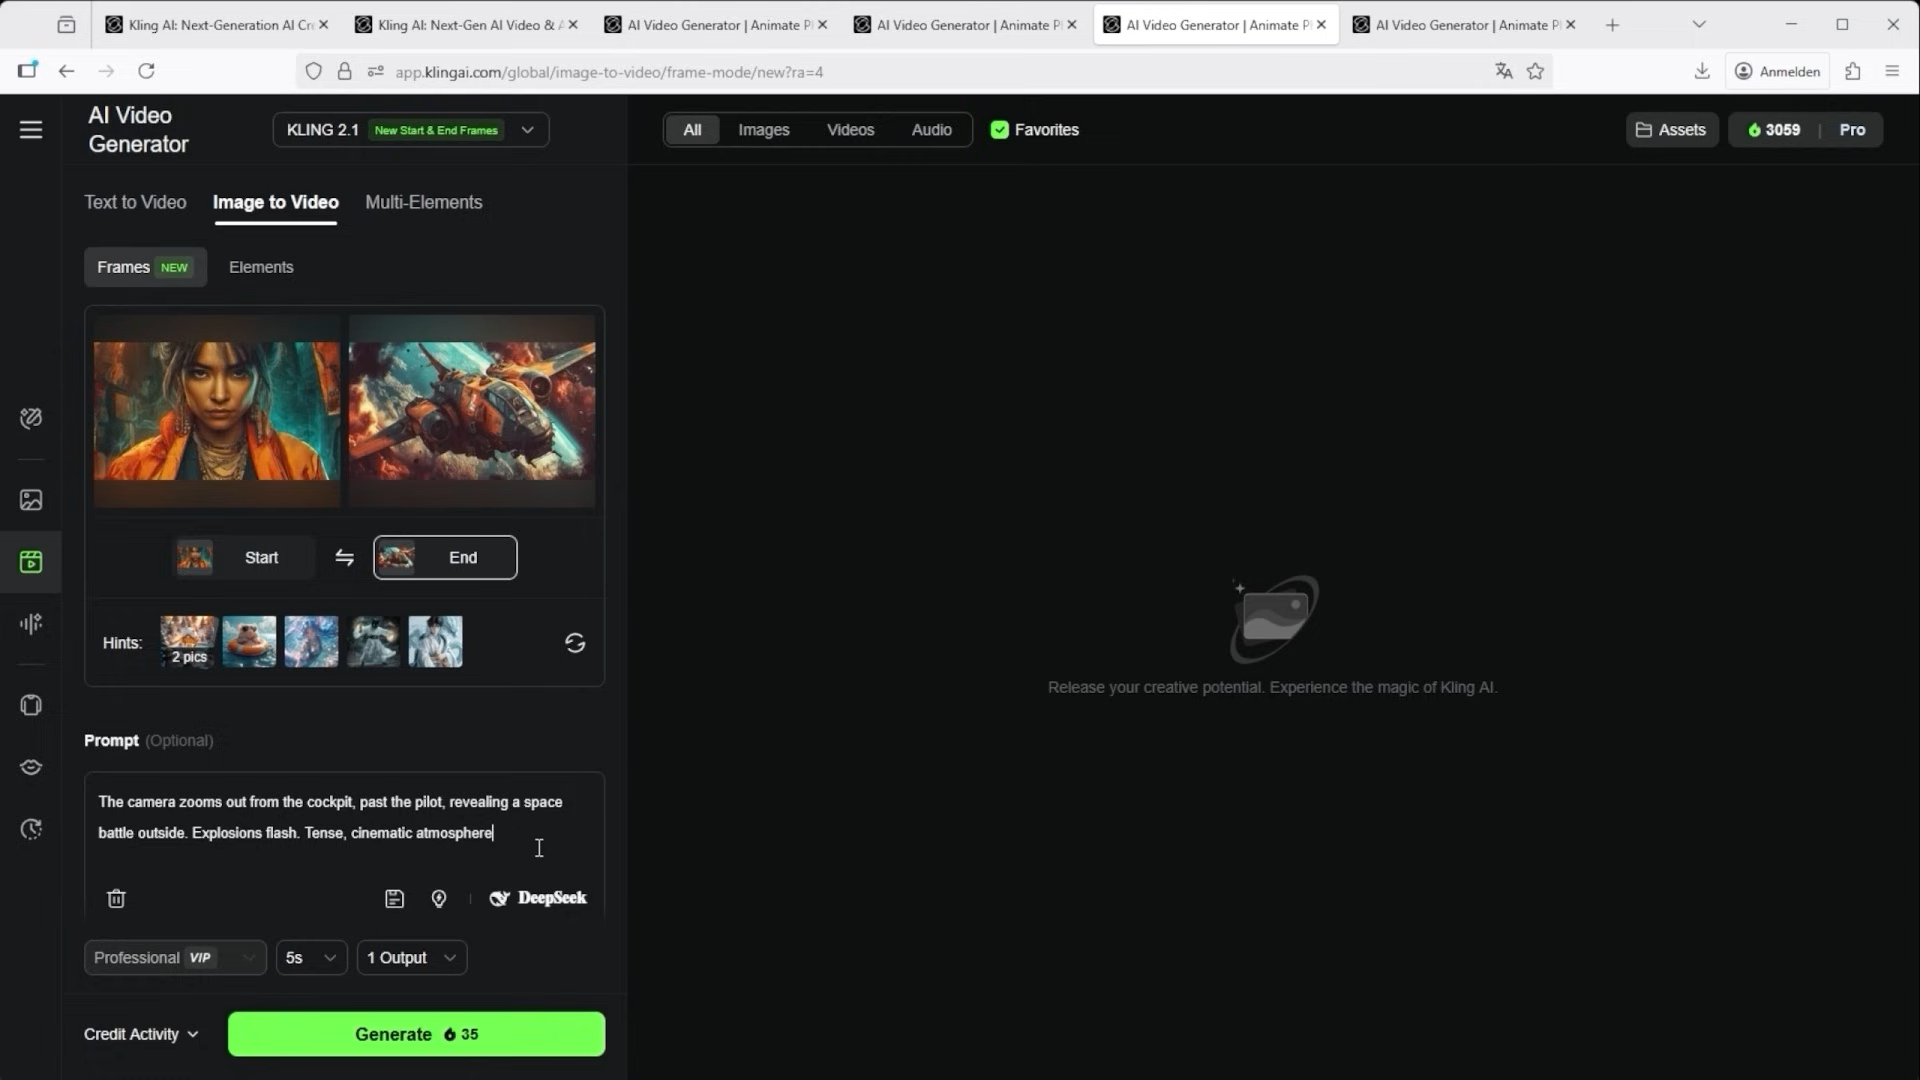 Kling AI: Next-Generation AI Cre
Kling AI: Next-Gen AI Video & A
AI Video Generator | Animate Pl
AI Video Generator | Animate Pl
AI Video Generator | Animate Pl
AI Video Generator | Animate Pl
app.klingai.com/global/image-to-video/frame-mode/new?ra=4
Anmelden
AI Video
Generator
KLING 2.1 New Start & End Frames
All Images Videos Audio Favorites
Assets 3059 | Pro
Text to Video Image to Video Multi-Elements
Frames NEW Elements
Start End
Hints: 2 pics
Release your creative potential. Experience the magic of Kling AI.
Prompt (Optional)
The camera zooms out from the cockpit, past the pilot, revealing a space
battle outside. Explosions flash. Tense, cinematic atmosphere
DeepSeek
Professional VIP 5s 1 Output
Credit Activity Generate 35